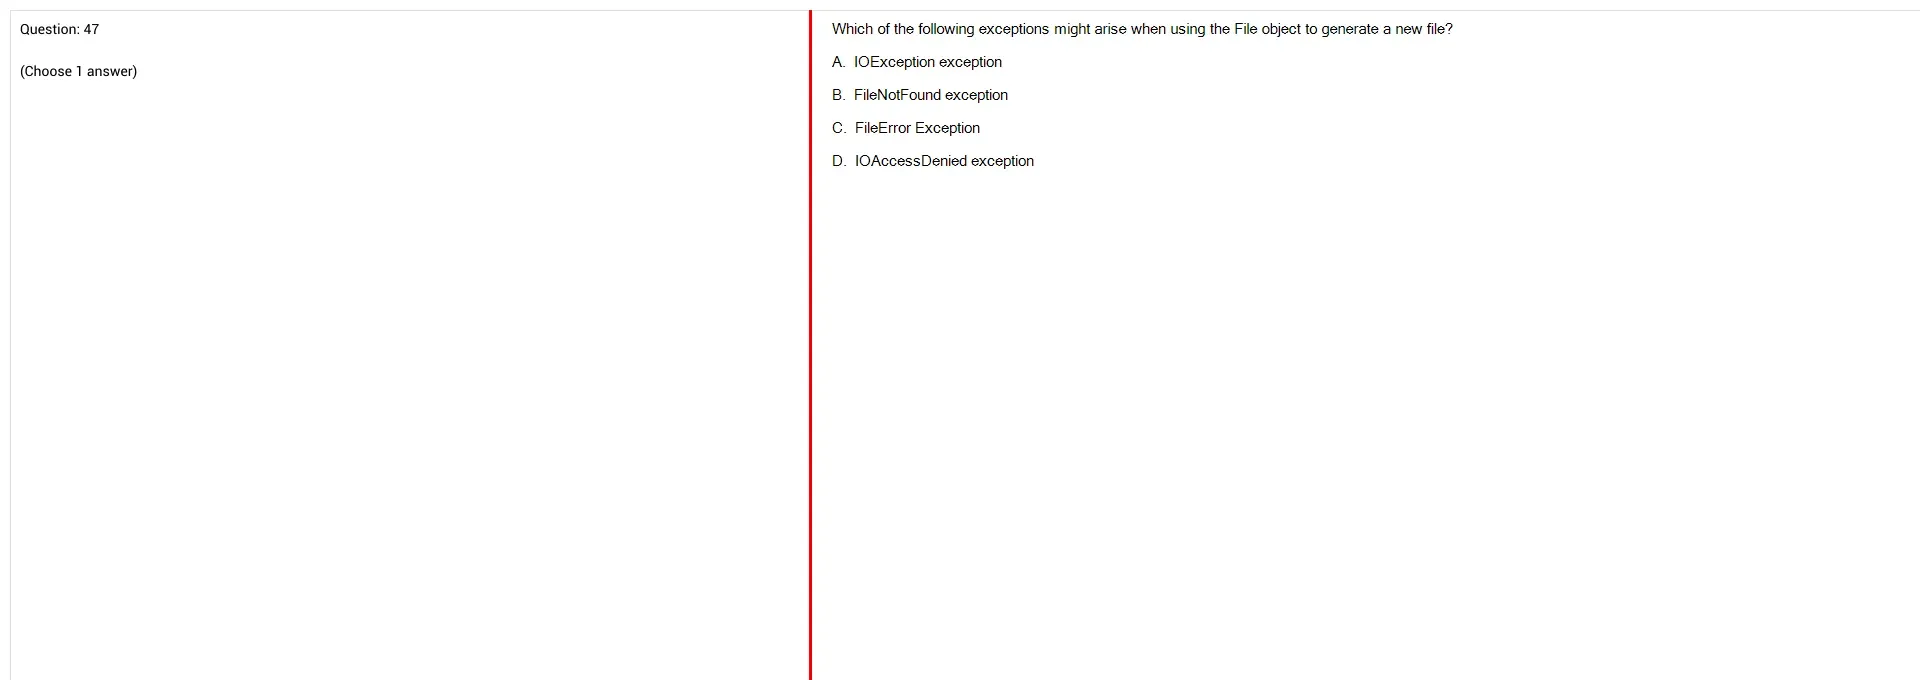 Question: 47
(Choose 1 answer)
Which of the following exceptions might arise when using the File object to generate a new file?
A. IOException exception
B. FileNotFound exception
C. FileError Exception
D. IOAccessDenied exception